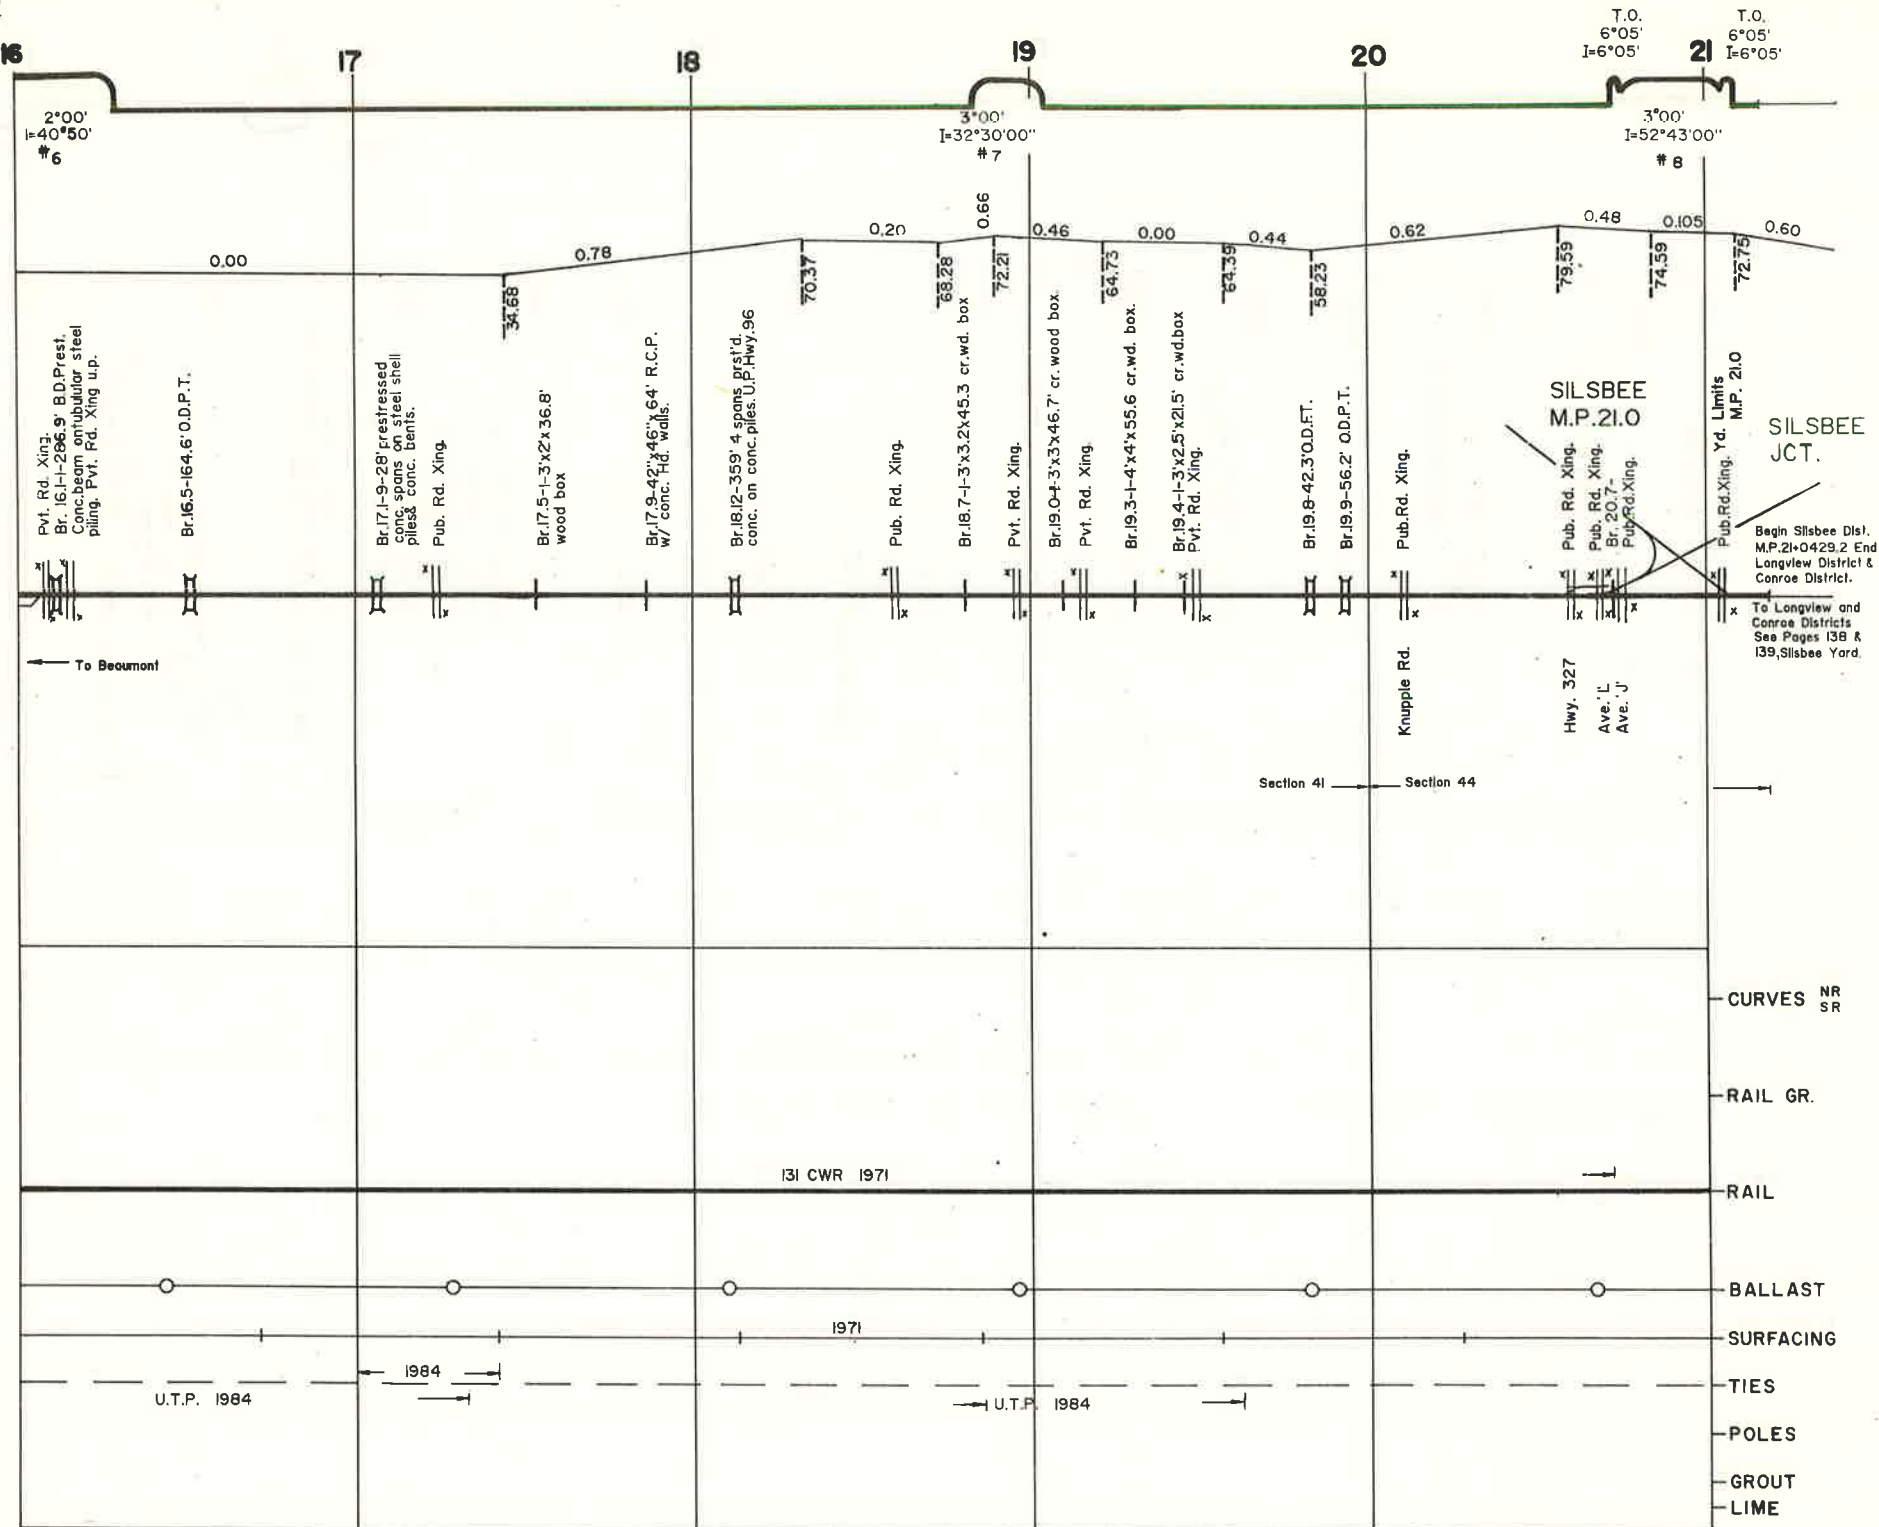 16
17
18
19
20
21
T.O.
6°05'
I=6°05'
T.O.
6°05'
I=6°05'
2°00'
I=40°50'
#6
3°00'
I=32°30'00"
#7
3°00'
I=52°43'00"
#8
0.00
0.78
0.20
0.66
0.46
0.00
0.44
0.62
0.48
0.105
0.60
34.68
70.37
68.28
72.21
64.73
64.39
58.23
79.59
74.59
72.75
Pvt. Rd. Xing.
Br. 16.1-1-286.9' B.D.Prest.
Conc.beam ontubulular steel
piling. Pvt. Rd. Xing u.p.
Br.16.5-164.6' O.D.P.T.
Br.17.1-9-28' prestressed
conc. spans on steel shell
piles& conc. bents.
Pub. Rd. Xing.
Br.17.5-1-3'x2'x36.8'
wood box
Br.17.9-42"x46"x64' R.C.P.
w/ conc. Hd. walls.
Br.18.12-359' 4 spans prst'd.
conc. on conc.piles.U.P.Hwy.96
Pub. Rd. Xing.
Br.18.7-1-3'x3.2'x45.3 cr.wd. box
Pvt. Rd. Xing.
Br.19.0-1-3'x3'x46.7' cr.wood box.
Pvt. Rd. Xing.
Br.19.3-1-4'x4'x55.6 cr.wd. box.
Br.19.4-1-3'x2.5'x21.5' cr.wd.box
Pvt. Rd. Xing.
Br.19.8-42.3'O.D.F.T.
Br.19.9-56.2' O.D.P.T.
Pub.Rd. Xing.
SILSBEE
M.P.21.0
Pub. Rd. Xing.
Pub. Rd. Xing.
Br. 20.7-
Pub.Rd.Xing.
Pub.Rd.Xing. Yd. Limits
M.P. 21.0
SILSBEE
JCT.
Begin Silsbee Dist.
M.P.21+0429.2 End
Longview District &
Conroe District.
To Longview and
Conroe Districts
See Pages 138 &
139,Silsbee Yard.
To Beaumont
Knupple Rd.
Hwy. 327
Ave.'L'
Ave.'J'
Section 41
Section 44
CURVES NR
SR
RAIL GR.
131 CWR 1971
RAIL
BALLAST
1971
SURFACING
1984
TIES
U.T.P. 1984
U.T.P. 1984
POLES
GROUT
LIME